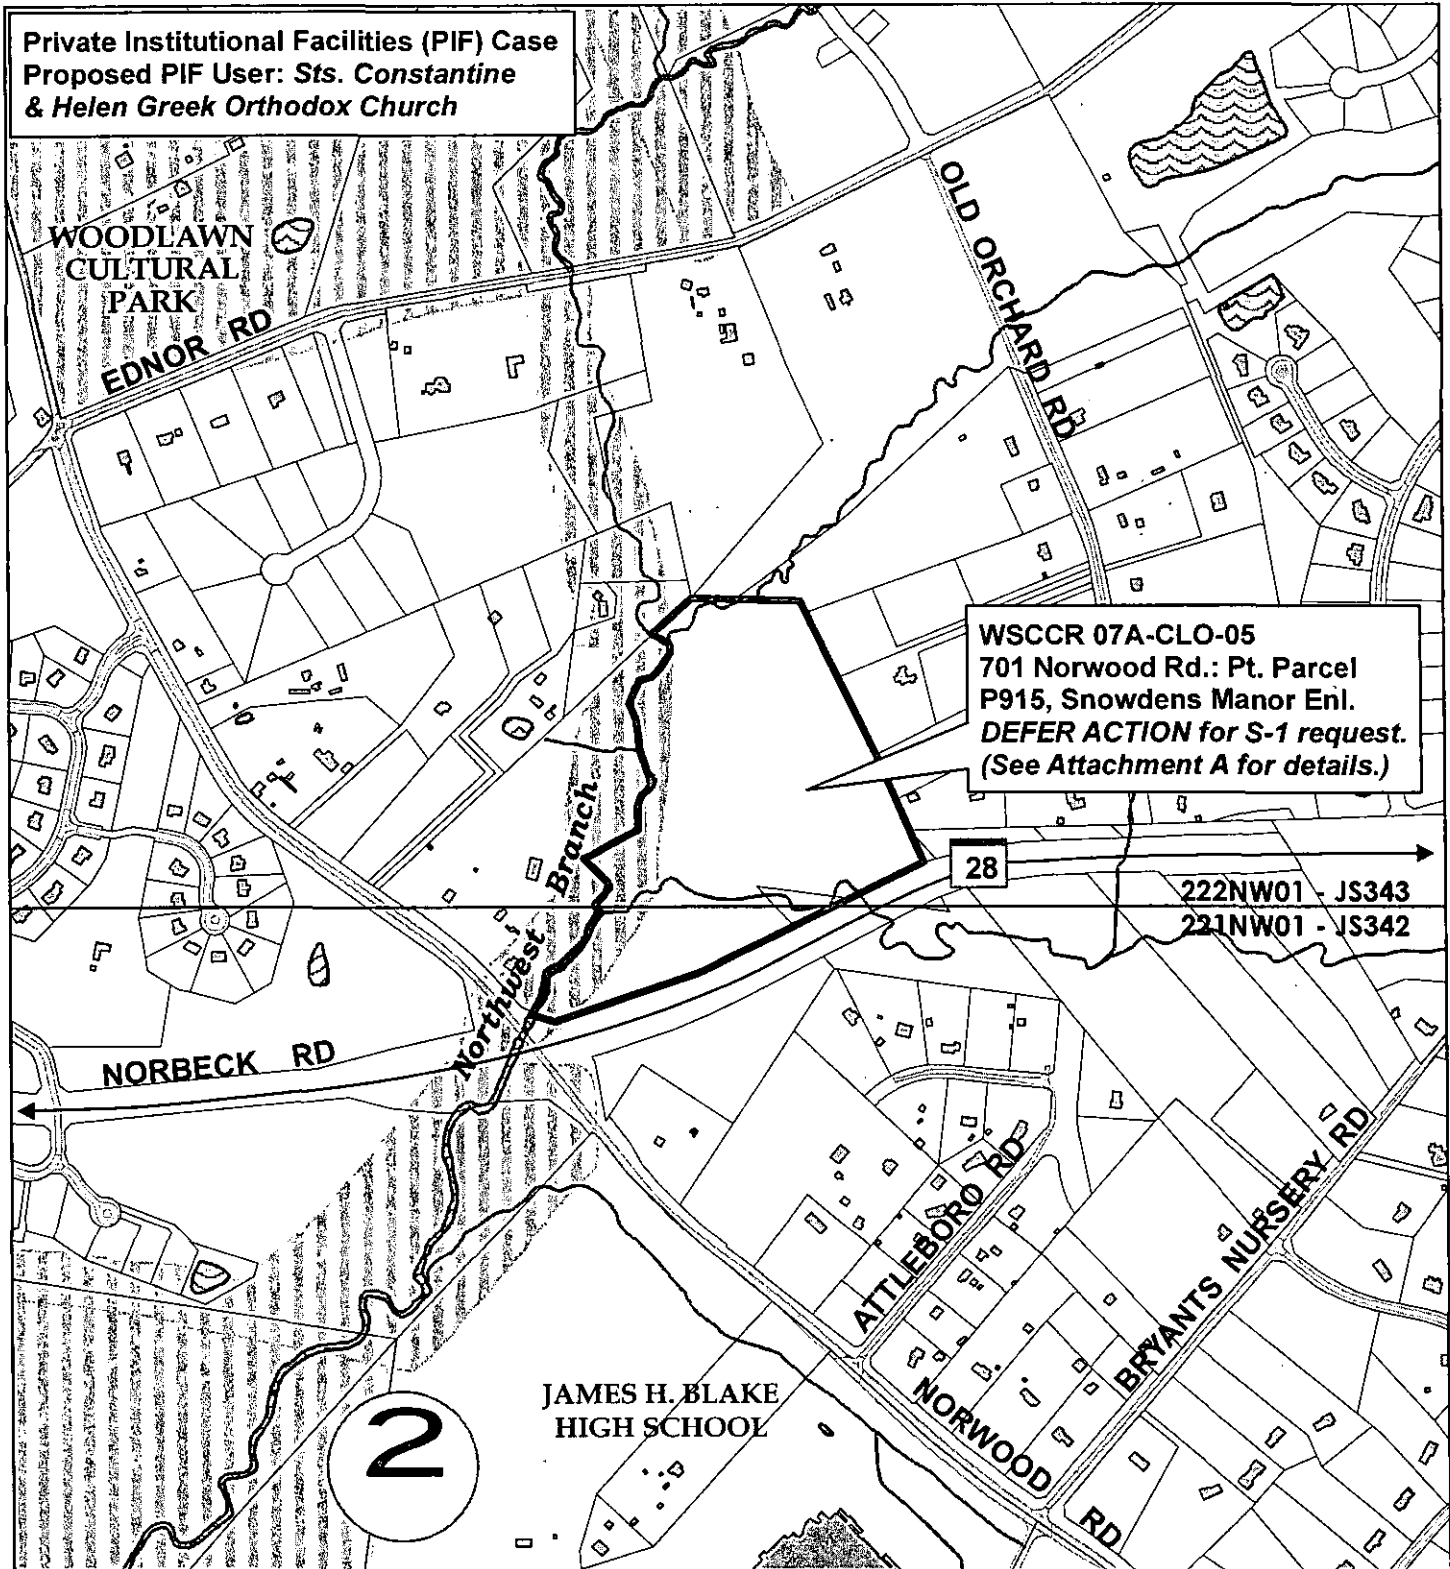 Private Institutional Facilities (PIF) Case
Proposed PIF User: Sts. Constantine
& Helen Greek Orthodox Church
WOODLAWN
CULTURAL
PARK
EDNOR RD
OLD ORCHARD RD
WSCCR 07A-CLO-05
701 Norwood Rd.: Pt. Parcel
P915, Snowdens Manor Enl.
DEFER ACTION for S-1 request.
(See Attachment A for details.)
Northwest Branch
28
222NW01 - JS343
221NW01 - JS342
NORBECK RD
ATTLEBORO RD
BRYANTS NURSERY RD
JAMES H. BLAKE
HIGH SCHOOL
NORWOOD RD
2